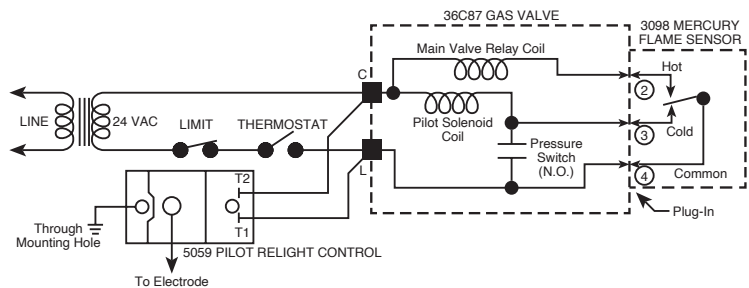 36C87 GAS VALVE
3098 MERCURY
FLAME SENSOR
Main Valve Relay Coil
Hot
C
2
LINE
24 VAC
LIMIT
THERMOSTAT
Pilot Solenoid
Coil
3
Cold
Pressure
Switch
(N.O.)
L
4
Common
T2
T1
Through
Mounting Hole
Plug-In
5059 PILOT RELIGHT CONTROL
To Electrode